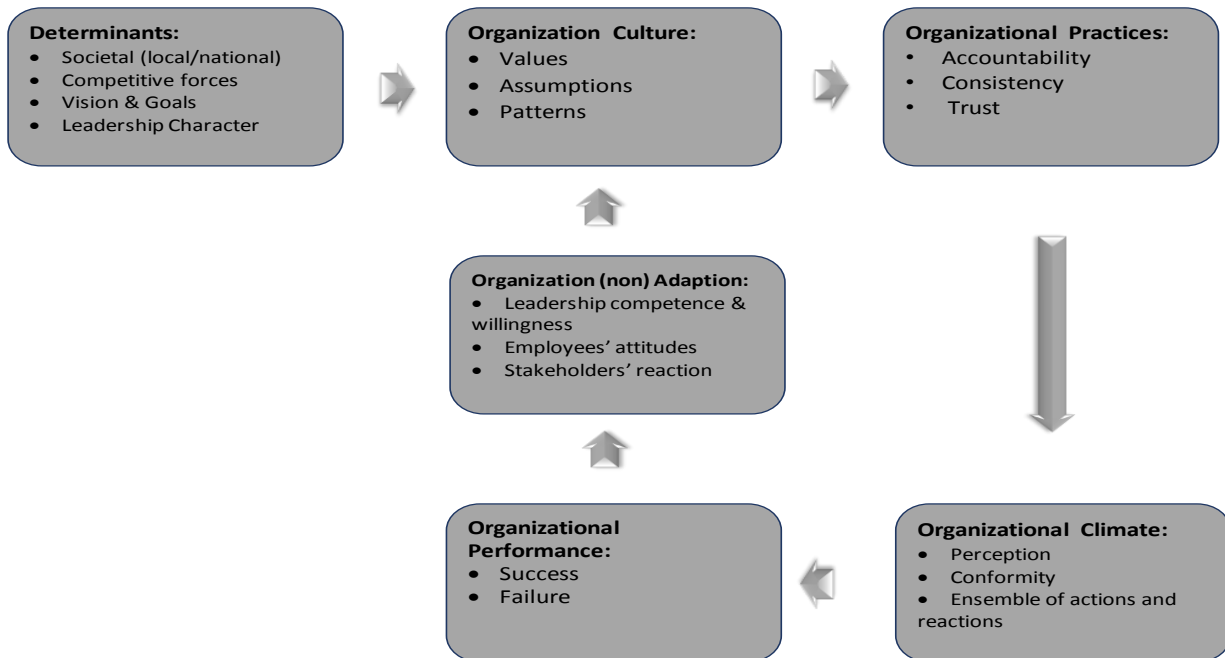 Determinants:
• Societal (local/national)
• Competitive forces
• Vision & Goals
• Leadership Character
Organization Culture:
• Values
• Assumptions
• Patterns
Organizational Practices:
• Accountability
• Consistency
• Trust
Organization (non) Adaption:
• Leadership competence &
willingness
• Employees’ attitudes
• Stakeholders’ reaction
Organizational
Performance:
• Success
• Failure
Organizational Climate:
• Perception
• Conformity
• Ensemble of actions and
reactions